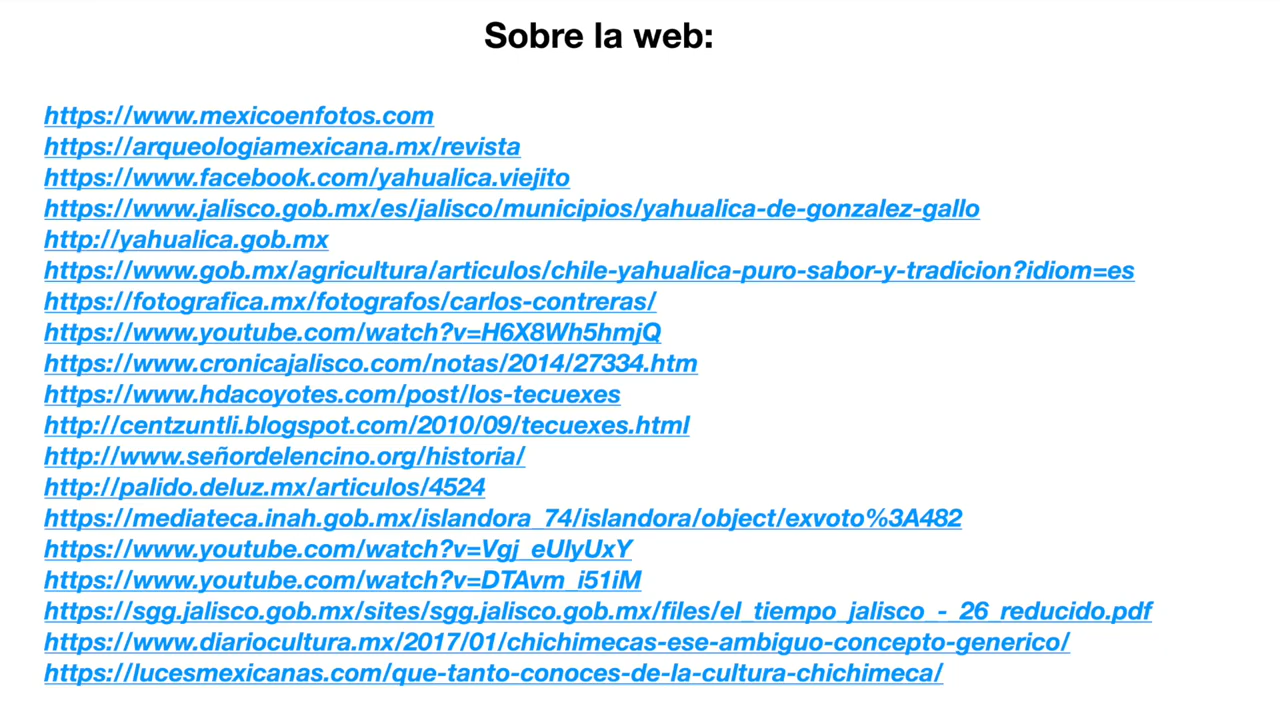 Sobre la web:
https://www.mexicoenfotos.com
https://arqueologiamexicana.mx/revista
https://www.facebook.com/yahualica.viejito
https://www.jalisco.gob.mx/es/jalisco/municipios/yahualica-de-gonzalez-gallo
http://yahualica.gob.mx
https://www.gob.mx/agricultura/articulos/chile-yahualica-puro-sabor-y-tradicion?idiom=es
https://fotografica.mx/fotografos/carlos-contreras/
https://www.youtube.com/watch?v=H6X8Wh5hmjQ
https://www.cronicajalisco.com/notas/2014/27334.htm
https://www.hdacoyotes.com/post/los-tecuexes
http://centzuntli.blogspot.com/2010/09/tecuexes.html
http://www.señordelencino.org/historia/
http://palido.deluz.mx/articulos/4524
https://mediateca.inah.gob.mx/islandora_74/islandora/object/exvoto%3A482
https://www.youtube.com/watch?v=Vgj_eUlyUxY
https://www.youtube.com/watch?v=DTAvm_i51iM
https://sgg.jalisco.gob.mx/sites/sgg.jalisco.gob.mx/files/el_tiempo_jalisco_-_26_reducido.pdf
https://www.diariocultura.mx/2017/01/chichimecas-ese-ambiguo-concepto-generico/
https://lucesmexicanas.com/que-tanto-conoces-de-la-cultura-chichimeca/